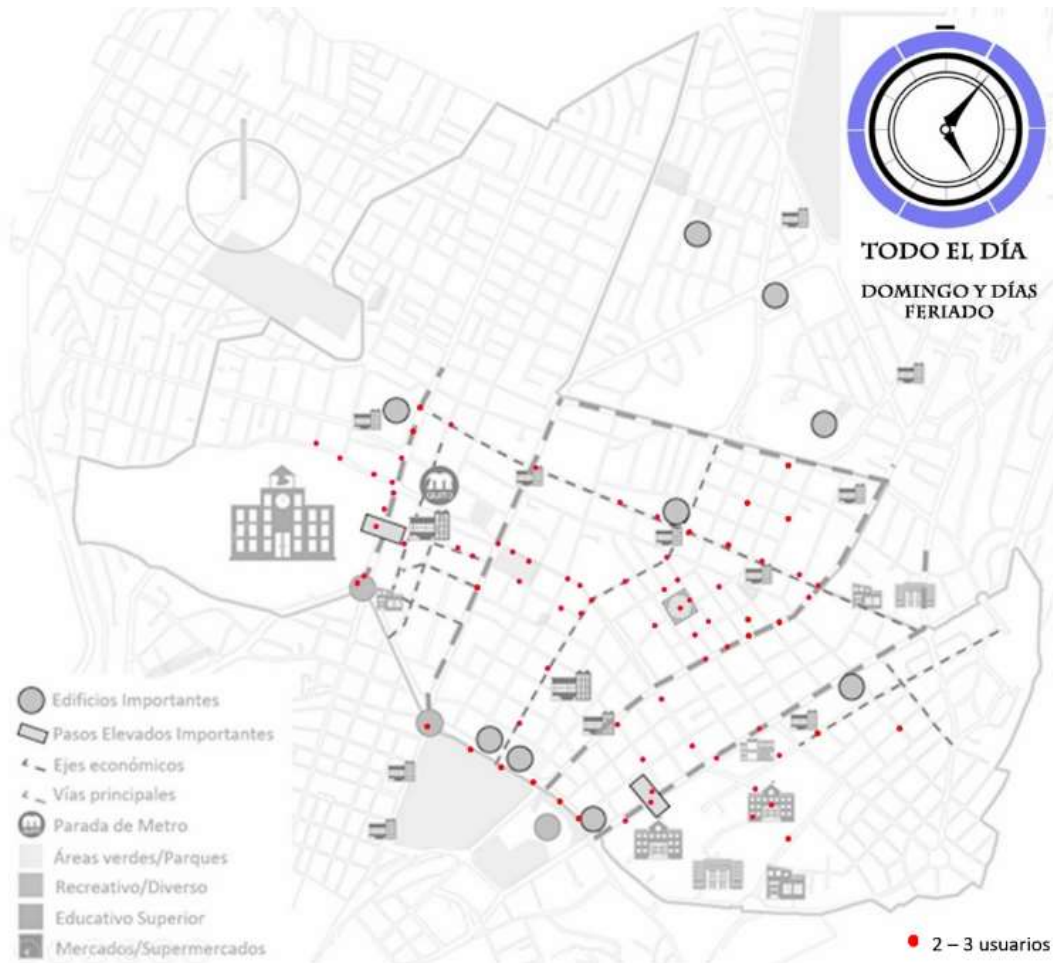 TODO EL DÍA
DOMINGO Y DÍAS
FERIADO
QUITO
Edificios Importantes
Pasos Elevados Importantes
Ejes económicos
Vías principales
Parada de Metro
Áreas verdes/Parques
Recreativo/Diverso
Educativo Superior
Mercados/Supermercados
2 – 3 usuarios